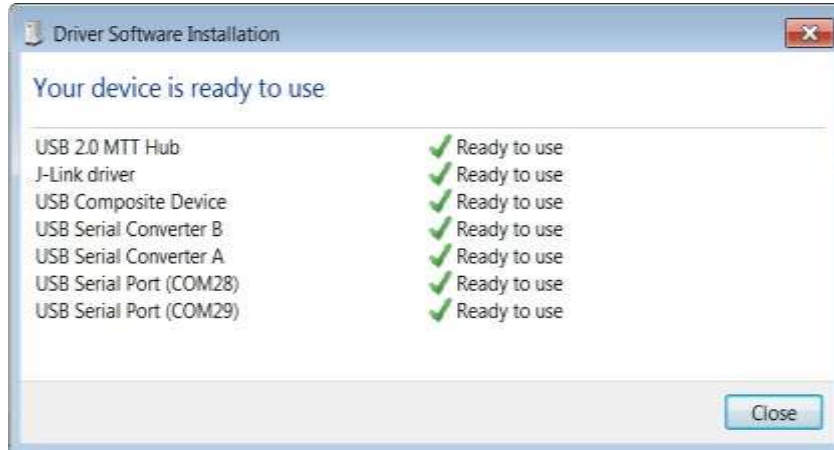 Driver Software Installation
Your device is ready to use
USB 2.0 MTT Hub Ready to use
J-Link driver Ready to use
USB Composite Device Ready to use
USB Serial Converter B Ready to use
USB Serial Converter A Ready to use
USB Serial Port (COM28) Ready to use
USB Serial Port (COM29) Ready to use
Close